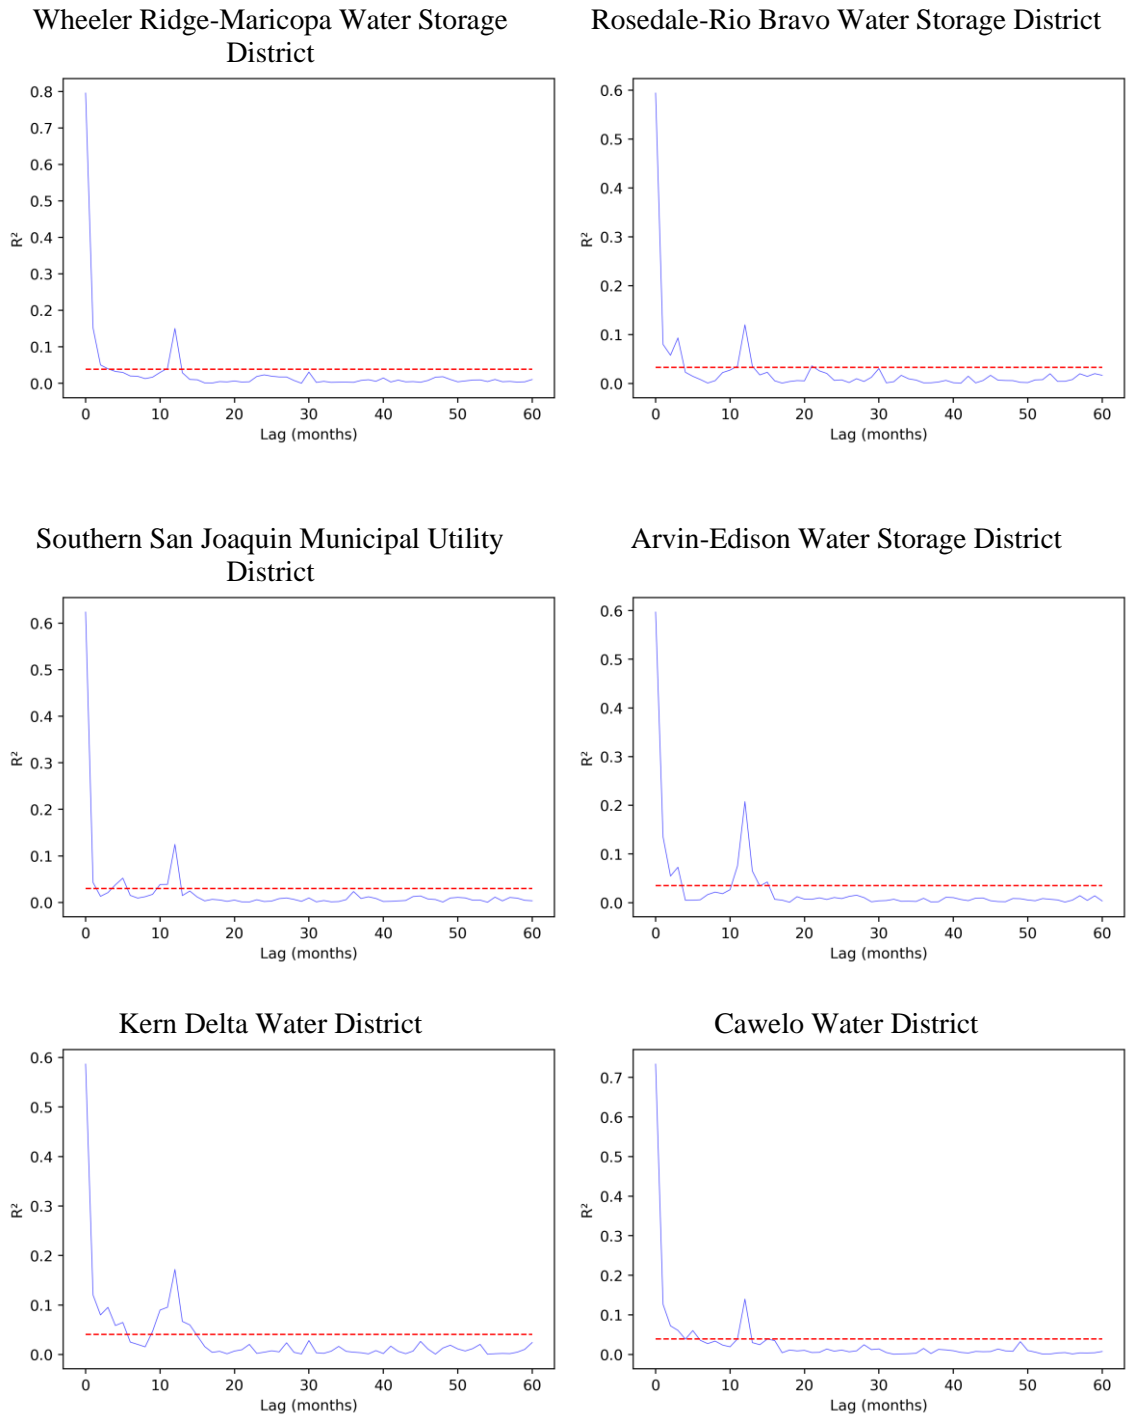 Wheeler Ridge-Maricopa Water Storage
District
0.8
0.7
0.6
0.5
0.4
0.3
0.2
0.1
0.0
R²
0 10 20 30 40 50 60
Lag (months)
Rosedale-Rio Bravo Water Storage District
0.6
0.5
0.4
0.3
0.2
0.1
0.0
R²
0 10 20 30 40 50 60
Lag (months)
Southern San Joaquin Municipal Utility
District
0.6
0.5
0.4
0.3
0.2
0.1
0.0
R²
0 10 20 30 40 50 60
Lag (months)
Arvin-Edison Water Storage District
0.6
0.5
0.4
0.3
0.2
0.1
0.0
R²
0 10 20 30 40 50 60
Lag (months)
Kern Delta Water District
0.6
0.5
0.4
0.3
0.2
0.1
0.0
R²
0 10 20 30 40 50 60
Lag (months)
Cawelo Water District
0.7
0.6
0.5
0.4
0.3
0.2
0.1
0.0
R²
0 10 20 30 40 50 60
Lag (months)